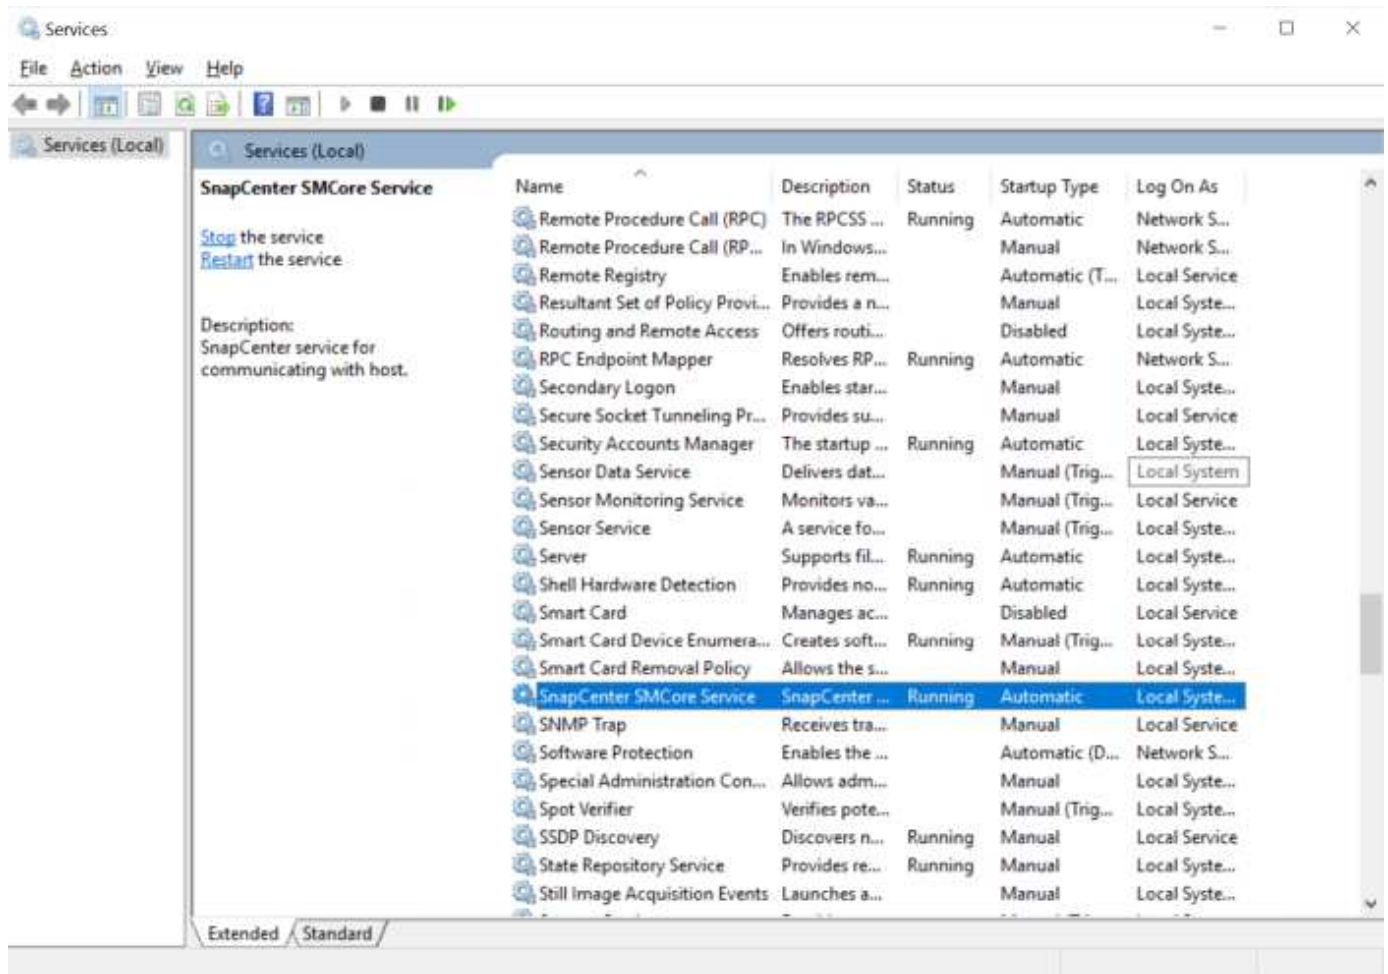 Services
File Action View Help
Services (Local)
Services (Local)
SnapCenter SMCore Service
Stop the service
Restart the service
Description:
SnapCenter service for
communicating with host.
Name Description Status Startup Type Log On As
Remote Procedure Call (RPC) The RPCSS ... Running Automatic Network S...
Remote Procedure Call (RP... In Windows... Manual Network S...
Remote Registry Enables rem... Automatic (T... Local Service
Resultant Set of Policy Provi... Provides a n... Manual Local Syste...
Routing and Remote Access Offers routi... Disabled Local Syste...
RPC Endpoint Mapper Resolves RP... Running Automatic Network S...
Secondary Logon Enables star... Manual Local Syste...
Secure Socket Tunneling Pr... Provides su... Manual Local Service
Security Accounts Manager The startup ... Running Automatic Local Syste...
Sensor Data Service Delivers dat... Manual (Trig... Local System
Sensor Monitoring Service Monitors va... Manual (Trig... Local Service
Sensor Service A service fo... Manual (Trig... Local Syste...
Server Supports fil... Running Automatic Local Syste...
Shell Hardware Detection Provides no... Running Automatic Local Syste...
Smart Card Manages ac... Disabled Local Service
Smart Card Device Enumera... Creates soft... Running Manual (Trig... Local Syste...
Smart Card Removal Policy Allows the s... Manual Local Syste...
SnapCenter SMCore Service SnapCenter ... Running Automatic Local Syste...
SNMP Trap Receives tra... Manual Local Service
Software Protection Enables the ... Automatic (D... Network S...
Special Administration Con... Allows adm... Manual Local Syste...
Spot Verifier Verifies pote... Manual (Trig... Local Syste...
SSDP Discovery Discovers n... Running Manual Local Service
State Repository Service Provides re... Running Manual Local Syste...
Still Image Acquisition Events Launches a... Manual Local Syste...
Extended Standard